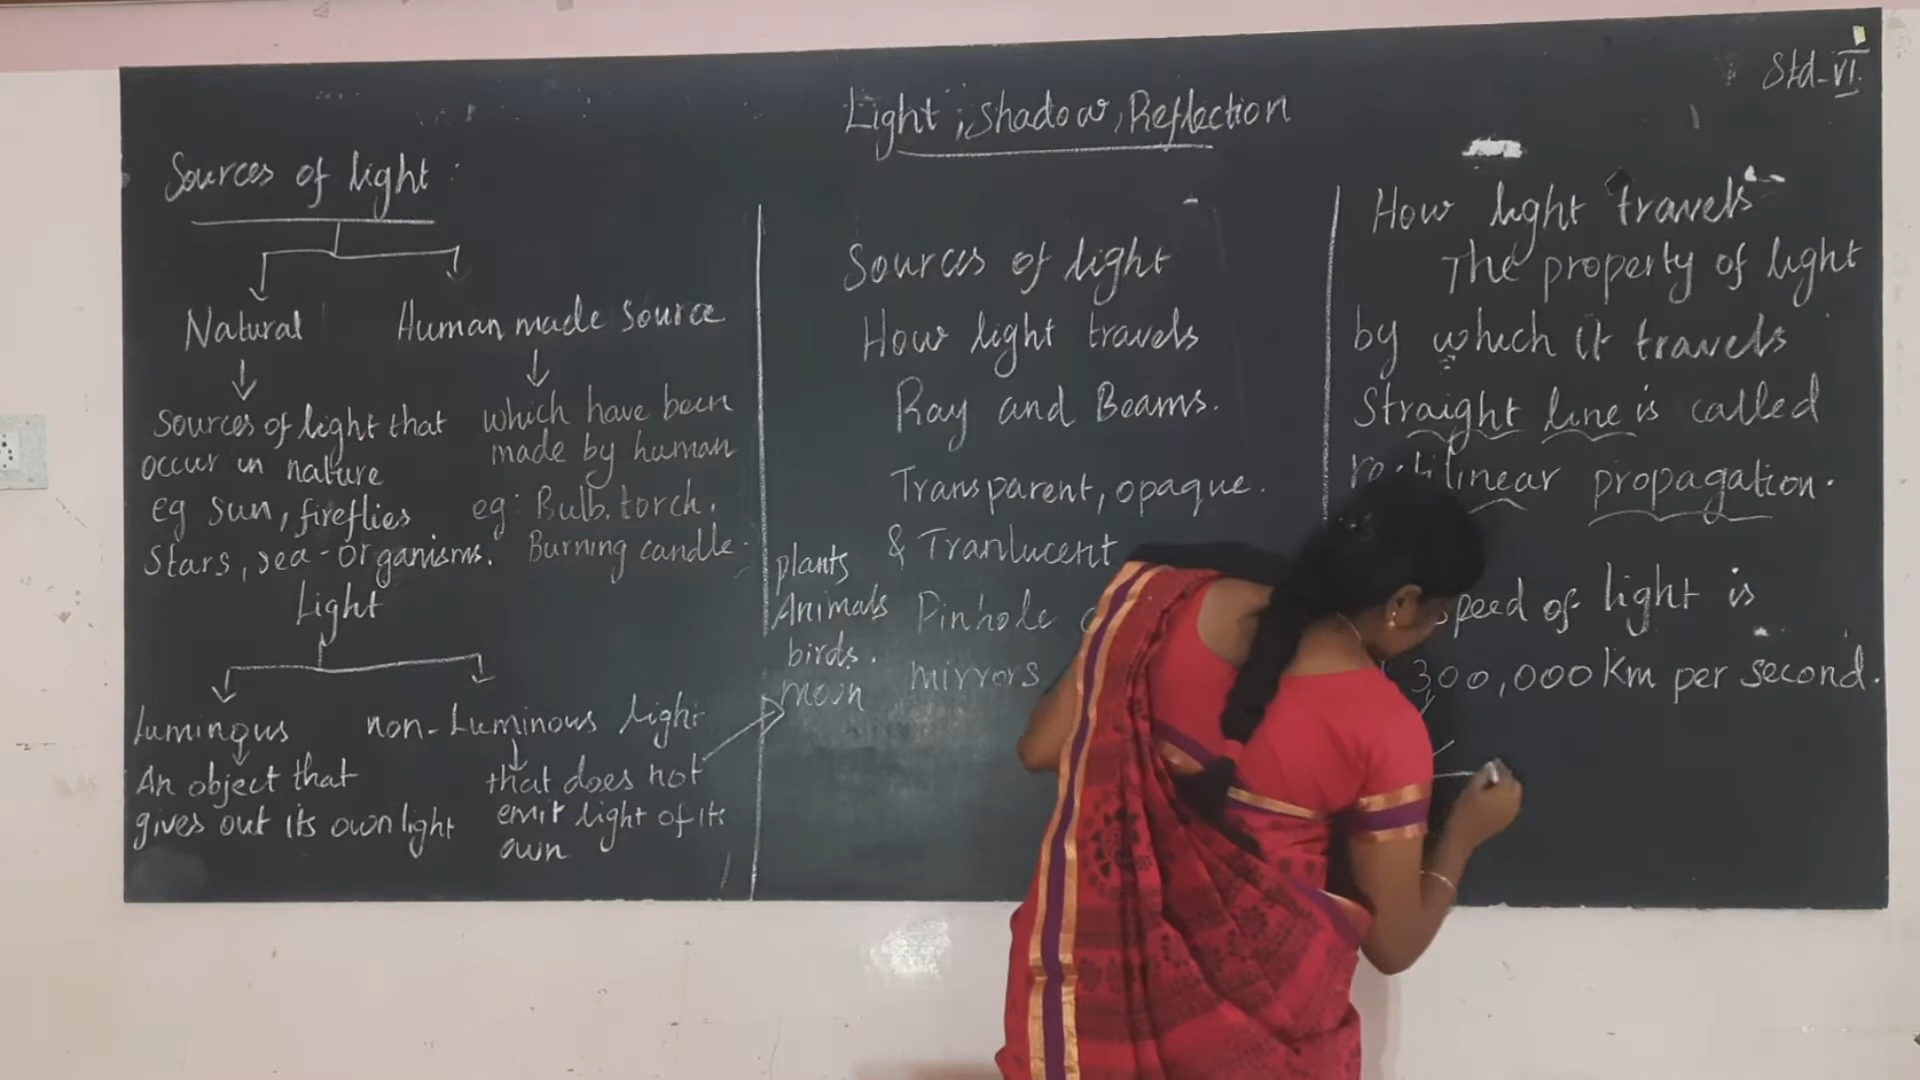 Std-VI
Light, Shadow, Reflection
Sources of light:
Natural
Human made Source
Sources of light that
occur in nature
eg Sun, fireflies
Stars, sea-organisms.
which have been
made by human
eg: Bulb. torch.
Burning candle.
Light
Luminous
An object that
gives out its own light
non-Luminous light
that does not
emit light of its
own
plants
Animals
birds.
moon
Sources of light
How light travels
Ray and Beams.
Transparent, opaque.
& Tranlucent
Pinhole
mirrors
How light travels
The property of light
by which it travels
Straight line is called
propagation.
speed of light is
300,000 Km per second.